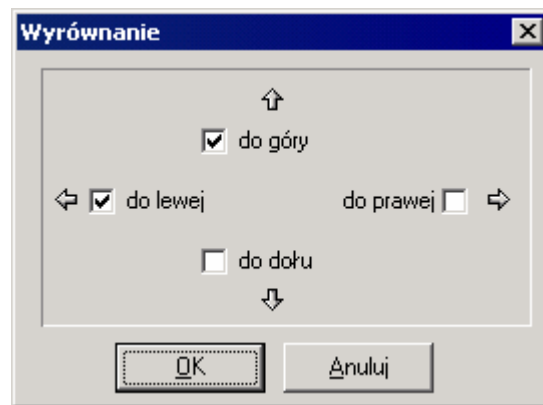 Wyrównanie
do góry
do lewej do prawej
do dołu
OK Anuluj